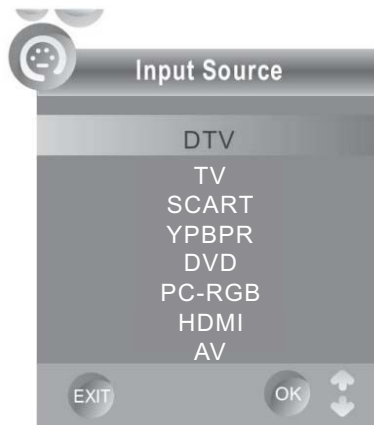 Input Source
DTV
TV
SCART
YPBPR
DVD
PC-RGB
HDMI
AV
EXIT OK